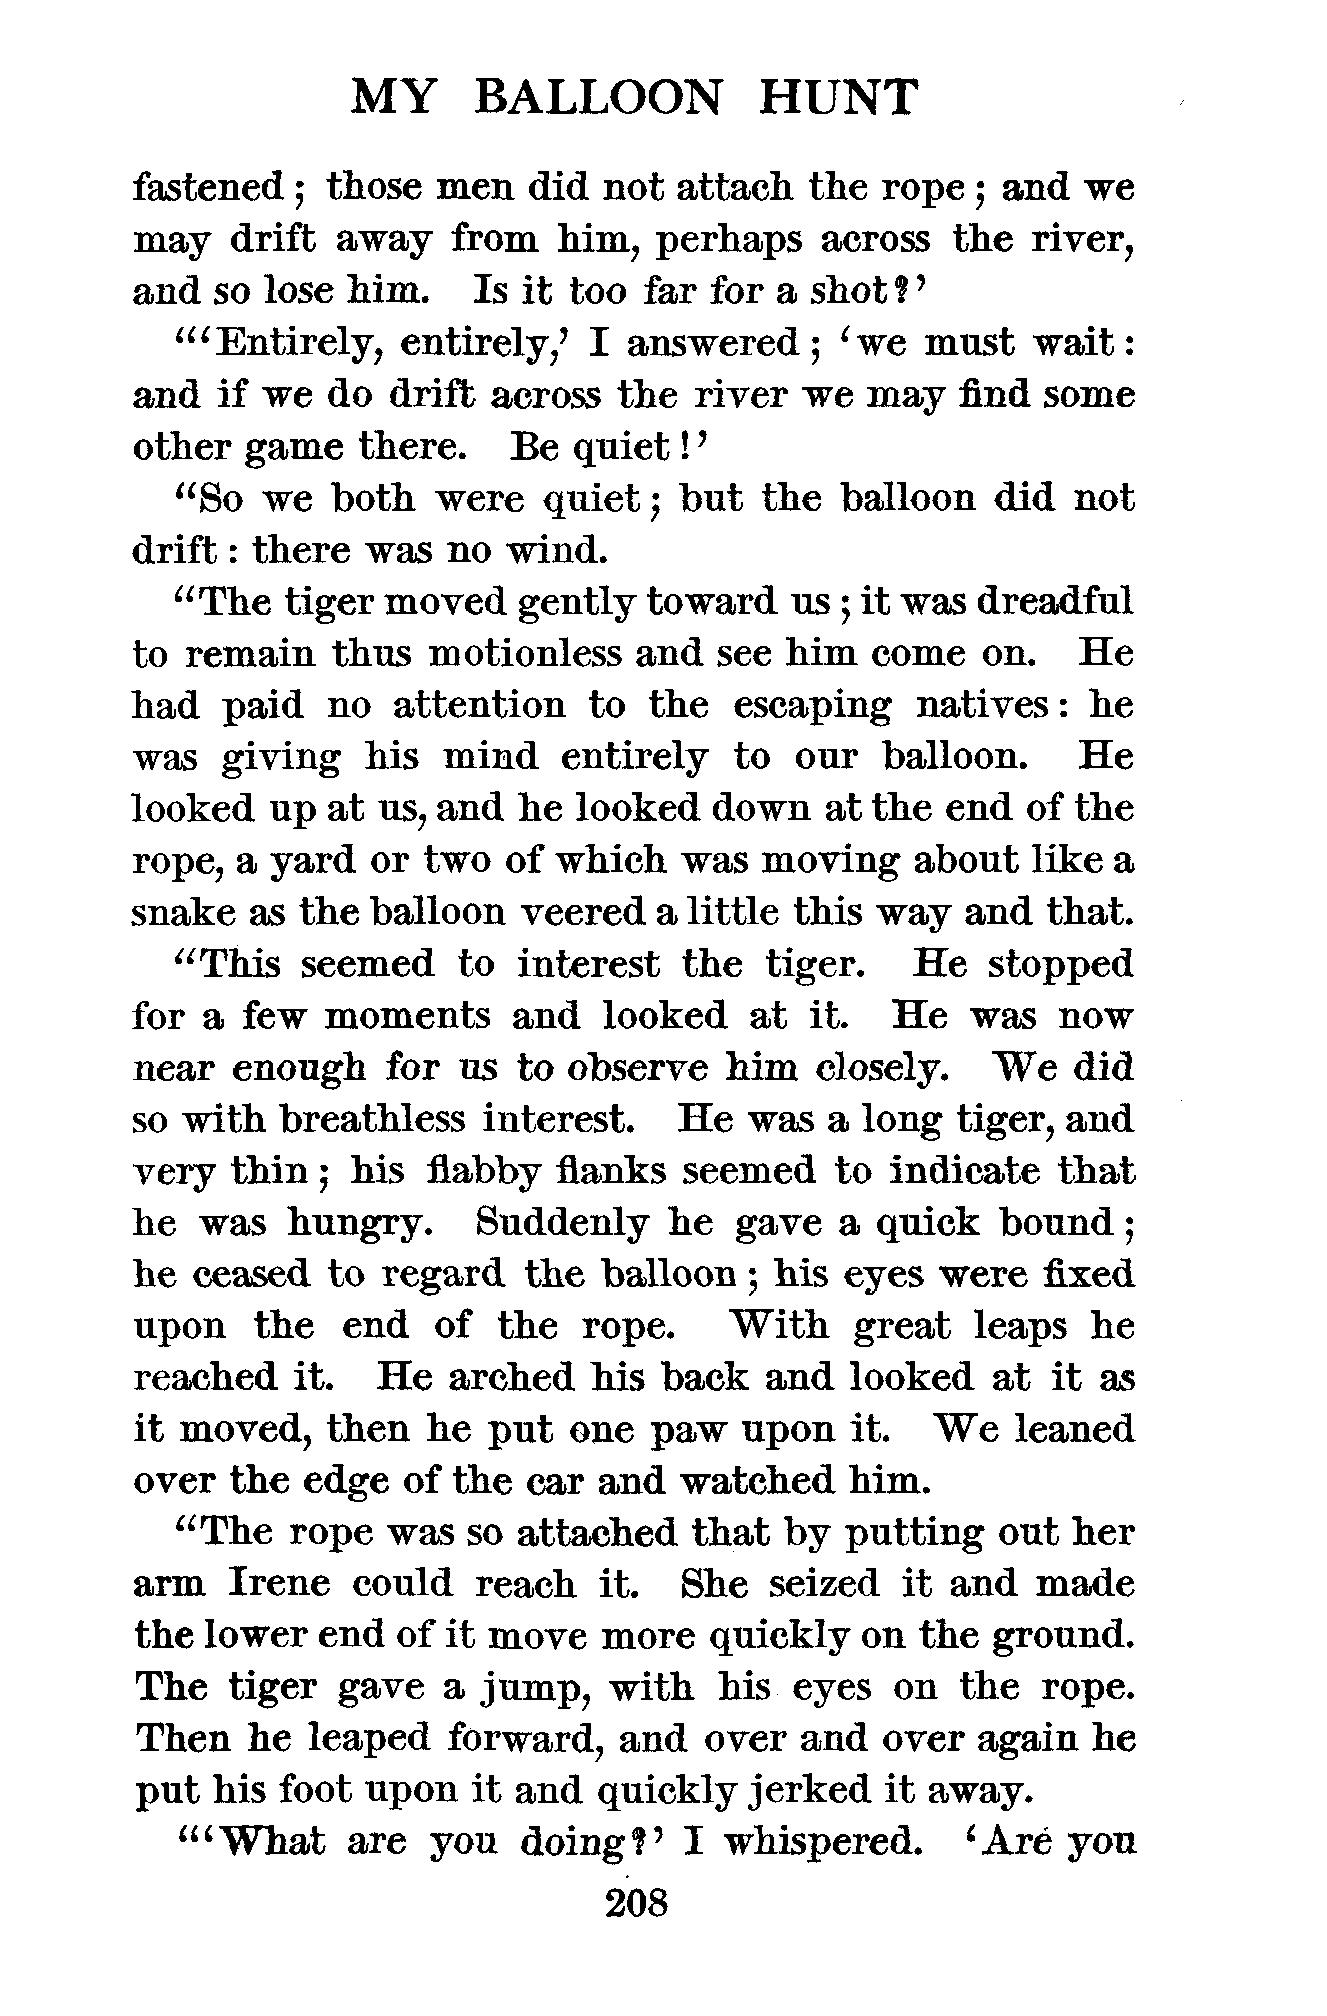 MY BALLOON HUNT
fastened ; those men did not attach the rope ; and we
may drift away from him, perhaps across the river,
and so lose him. Is it too far for a shot?’
“‘Entirely, entirely,’ I answered ; ‘we must wait :
and if we do drift across the river we may find some
other game there. Be quiet !’
“So we both were quiet ; but the balloon did not
drift : there was no wind.
“The tiger moved gently toward us ; it was dreadful
to remain thus motionless and see him come on. He
had paid no attention to the escaping natives : he
was giving his mind entirely to our balloon. He
looked up at us, and he looked down at the end of the
rope, a yard or two of which was moving about like a
snake as the balloon veered a little this way and that.
“This seemed to interest the tiger. He stopped
for a few moments and looked at it. He was now
near enough for us to observe him closely. We did
so with breathless interest. He was a long tiger, and
very thin ; his flabby flanks seemed to indicate that
he was hungry. Suddenly he gave a quick bound ;
he ceased to regard the balloon ; his eyes were fixed
upon the end of the rope. With great leaps he
reached it. He arched his back and looked at it as
it moved, then he put one paw upon it. We leaned
over the edge of the car and watched him.
“The rope was so attached that by putting out her
arm Irene could reach it. She seized it and made
the lower end of it move more quickly on the ground.
The tiger gave a jump, with his eyes on the rope.
Then he leaped forward, and over and over again he
put his foot upon it and quickly jerked it away.
“‘What are you doing?’ I whispered. ‘Are you
208